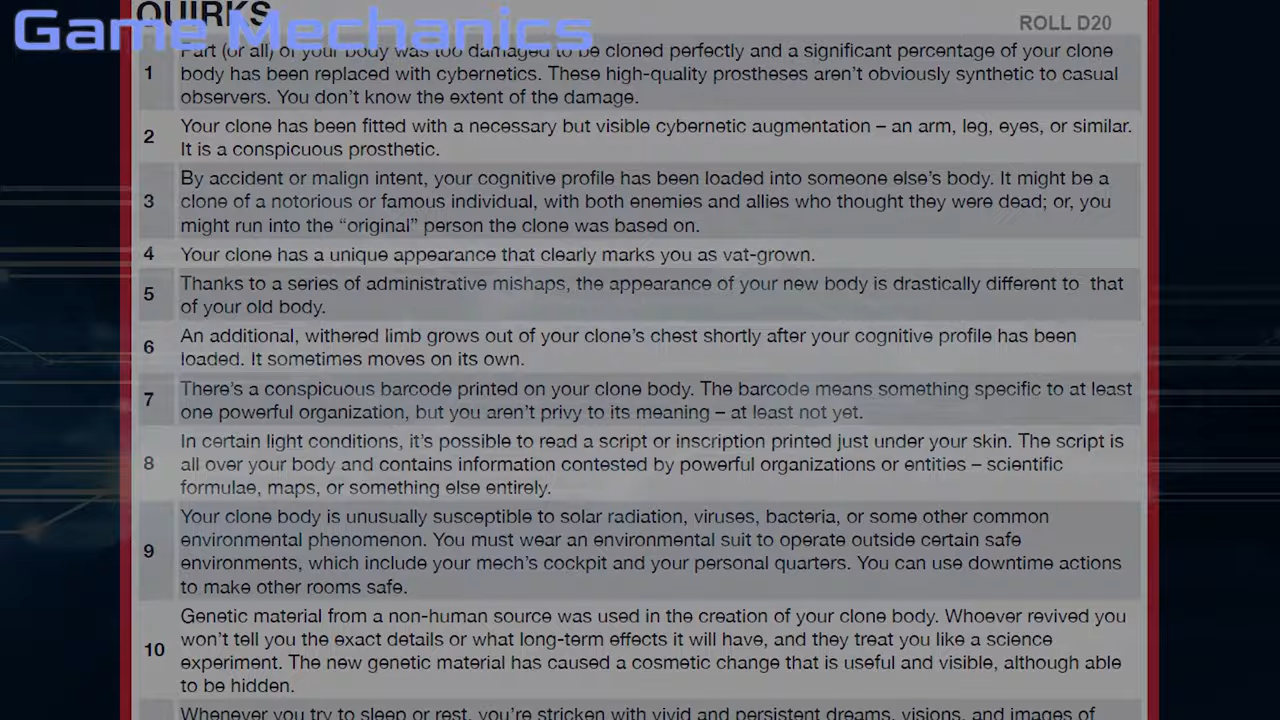 QUIRKS
Game Mechanics
ROLL D20
Part (or all) of your body was too damaged to be cloned perfectly and a significant percentage of your clone
1 body has been replaced with cybernetics. These high-quality prostheses aren’t obviously synthetic to casual
observers. You don’t know the extent of the damage.
2 Your clone has been fitted with a necessary but visible cybernetic augmentation – an arm, leg, eyes, or similar.
It is a conspicuous prosthetic.
By accident or malign intent, your cognitive profile has been loaded into someone else’s body. It might be a
3 clone of a notorious or famous individual, with both enemies and allies who thought they were dead; or, you
might run into the “original” person the clone was based on.
4 Your clone has a unique appearance that clearly marks you as vat-grown.
5 Thanks to a series of administrative mishaps, the appearance of your new body is drastically different to that
of your old body.
6 An additional, withered limb grows out of your clone’s chest shortly after your cognitive profile has been
loaded. It sometimes moves on its own.
7 There’s a conspicuous barcode printed on your clone body. The barcode means something specific to at least
one powerful organization, but you aren’t privy to its meaning – at least not yet.
In certain light conditions, it’s possible to read a script or inscription printed just under your skin. The script is
8 all over your body and contains information contested by powerful organizations or entities – scientific
formulae, maps, or something else entirely.
Your clone body is unusually susceptible to solar radiation, viruses, bacteria, or some other common
9 environmental phenomenon. You must wear an environmental suit to operate outside certain safe
environments, which include your mech’s cockpit and your personal quarters. You can use downtime actions
to make other rooms safe.
Genetic material from a non-human source was used in the creation of your clone body. Whoever revived you
10 won’t tell you the exact details or what long-term effects it will have, and they treat you like a science
experiment. The new genetic material has caused a cosmetic change that is useful and visible, although able
to be hidden.
Whenever you try to sleep or rest, you’re stricken with vivid and persistent dreams, visions, and images of